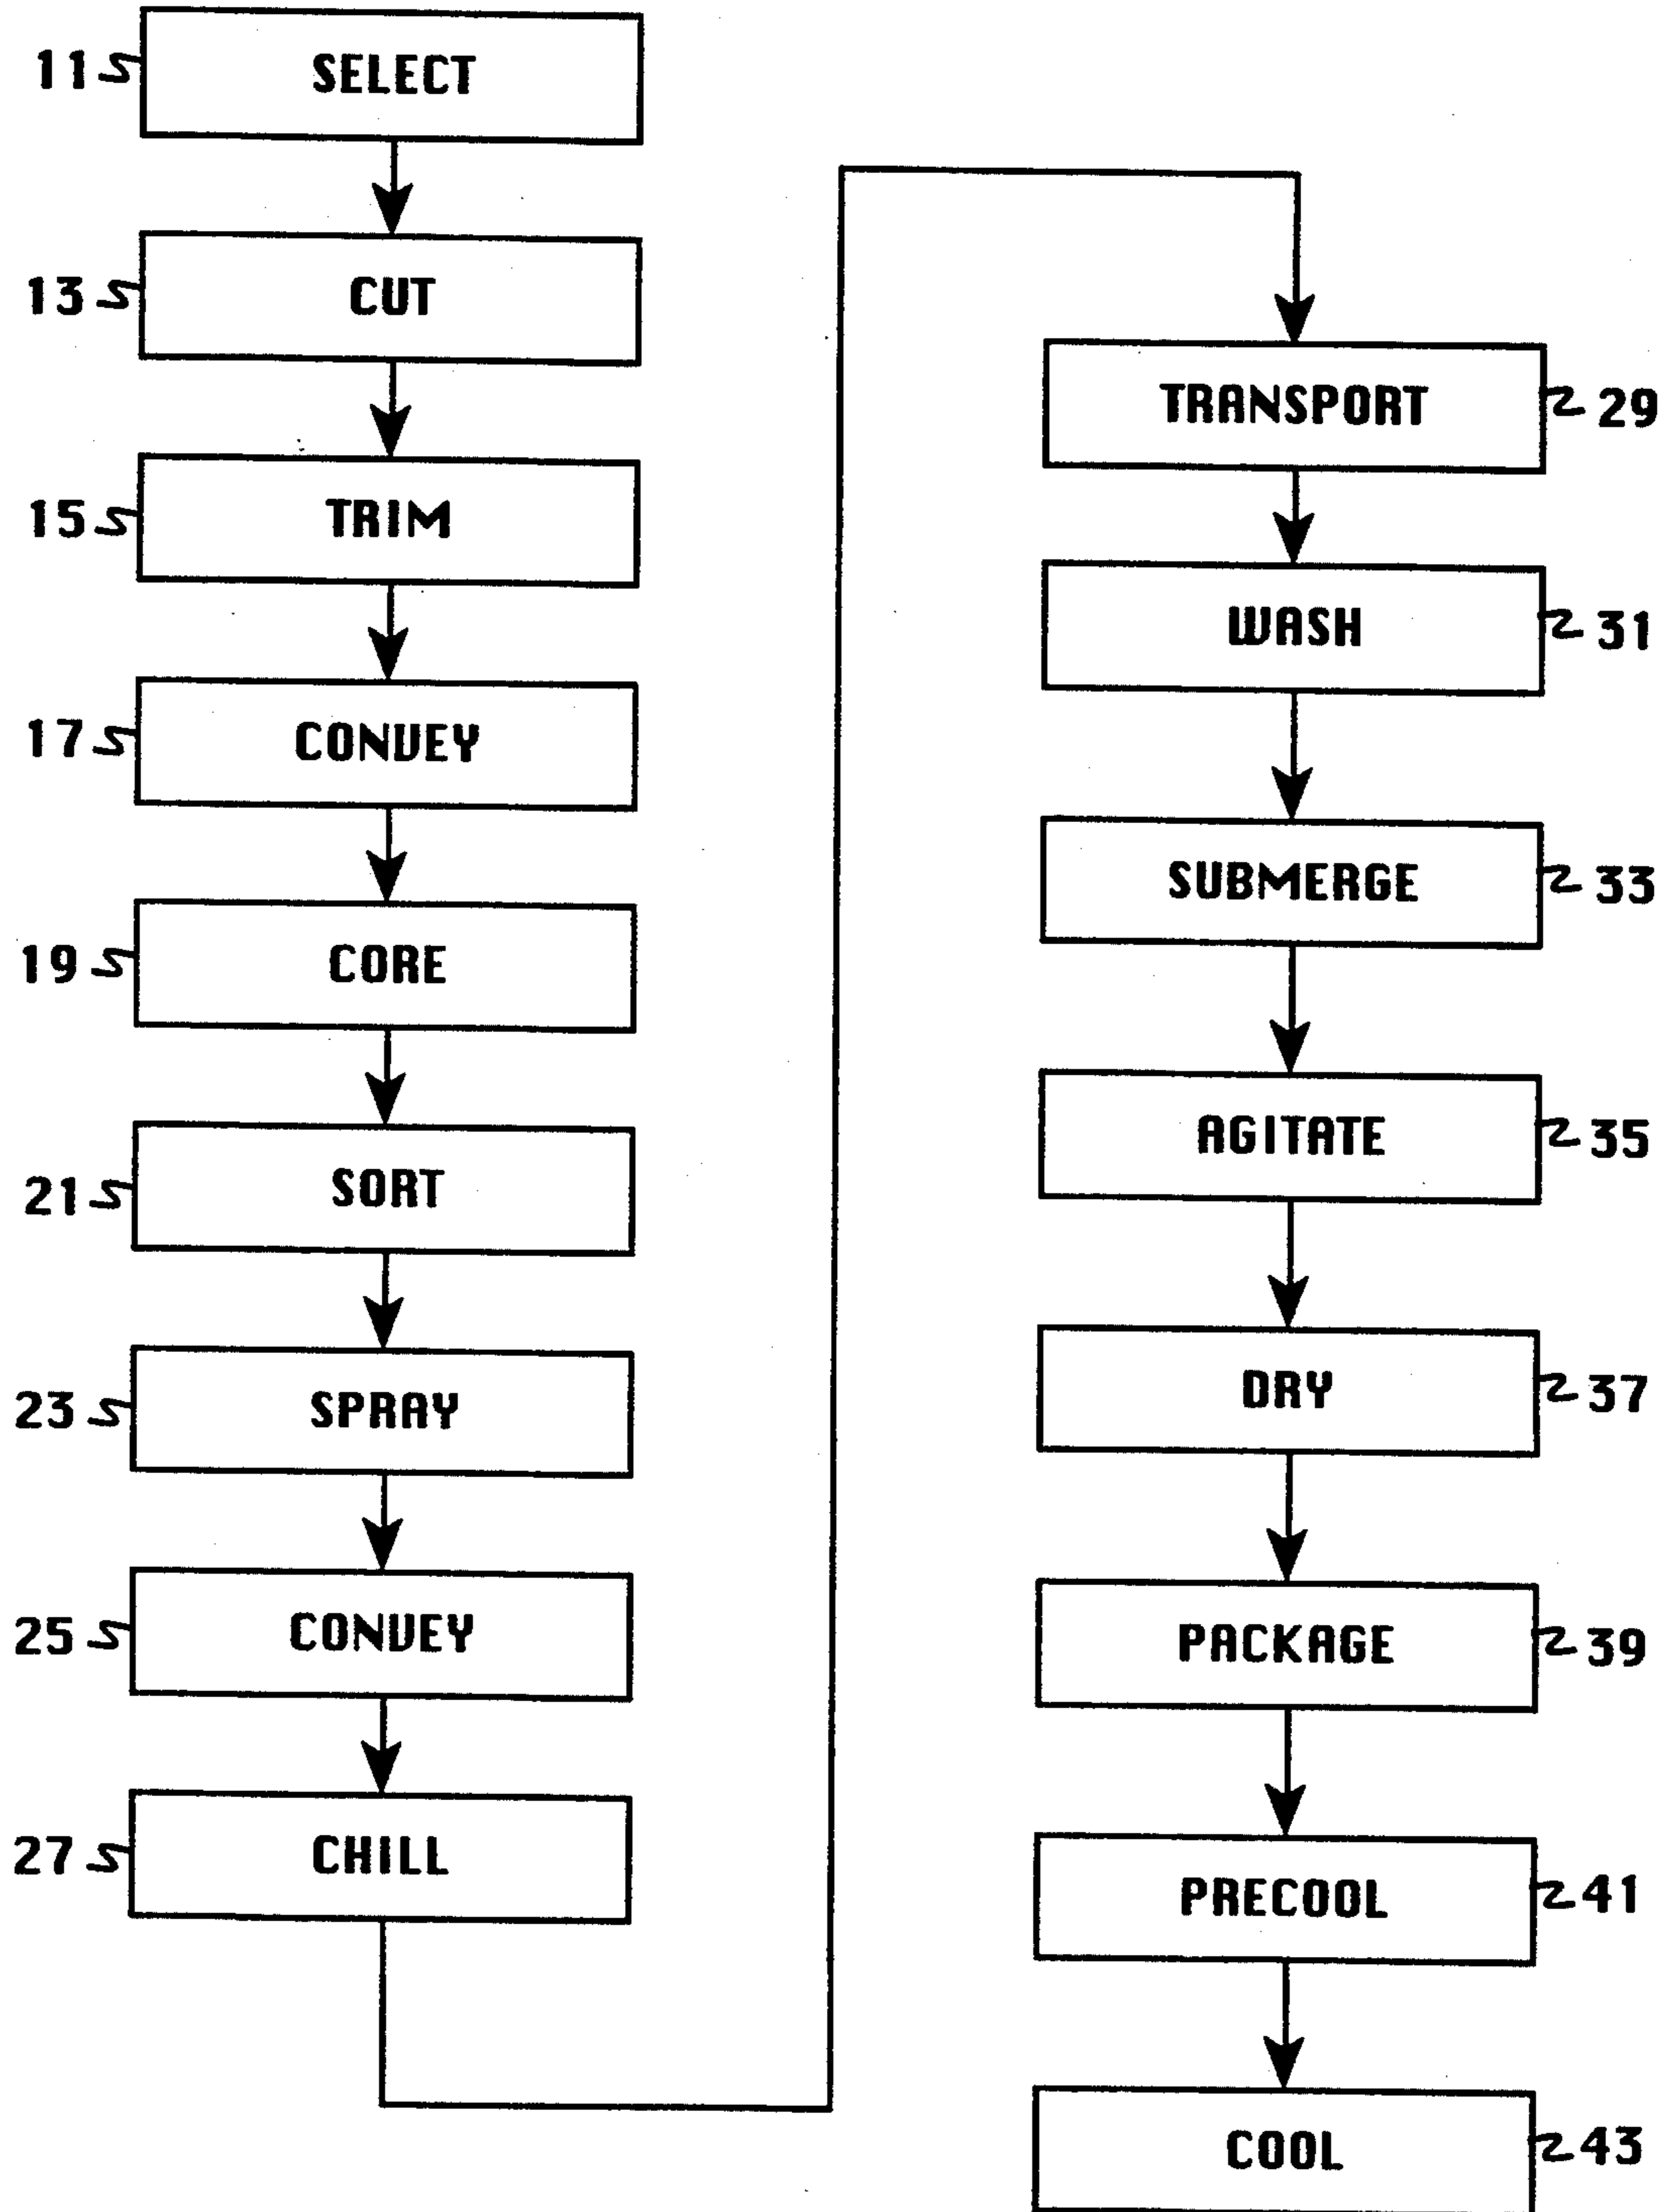 11 SELECT
13 CUT
15 TRIM
17 CONVEY
19 CORE
21 SORT
23 SPRAY
25 CONVEY
27 CHILL
TRANSPORT 29
WASH 31
SUBMERGE 33
AGITATE 35
DRY 37
PACKAGE 39
PRECOOL 41
COOL 43